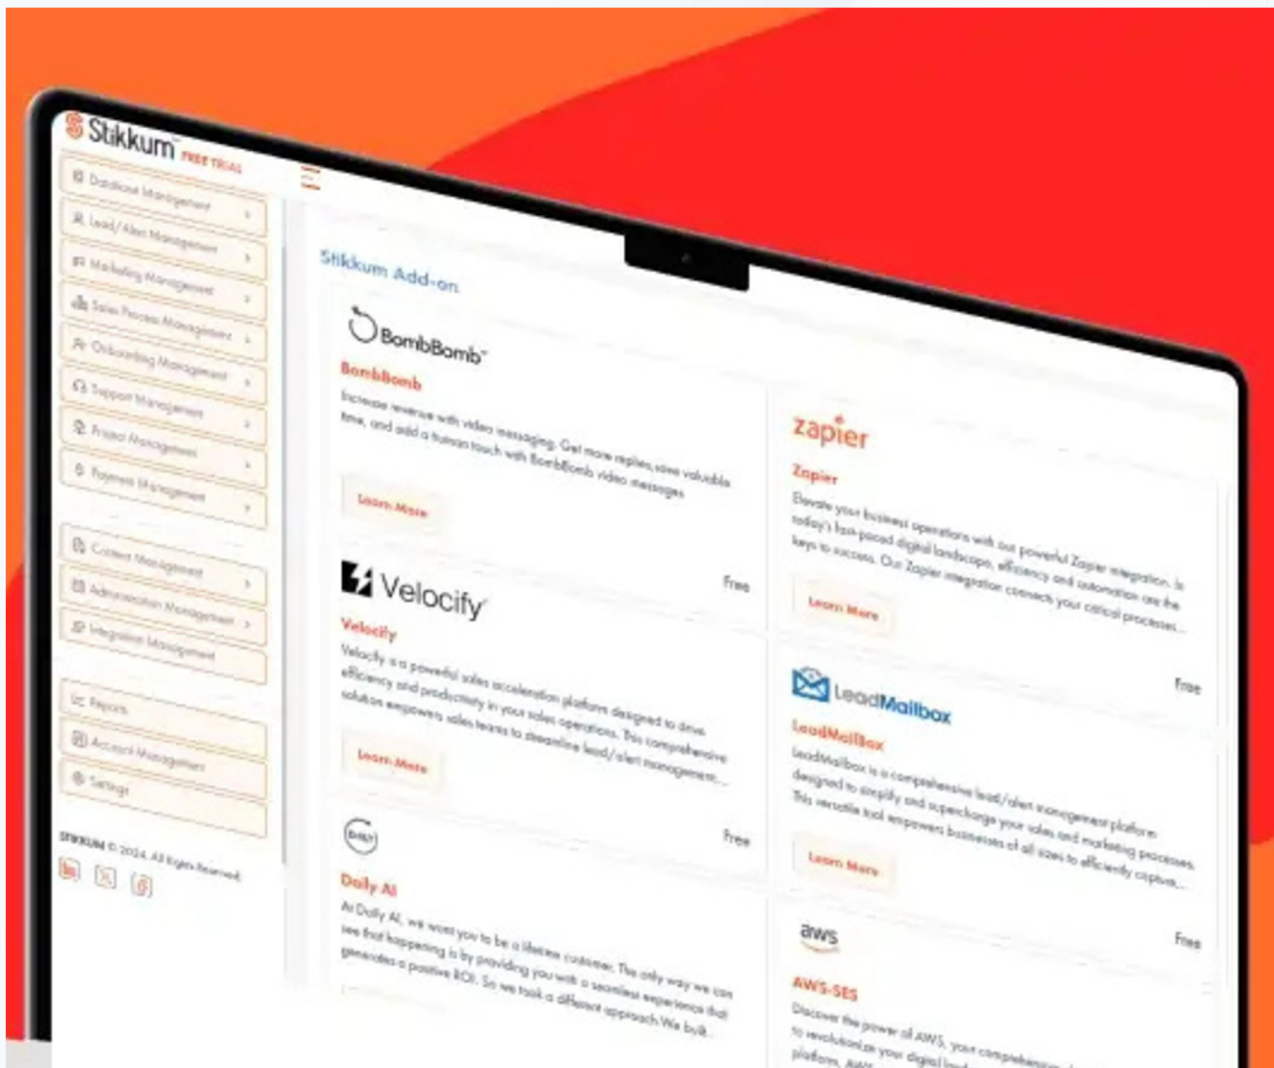 Stikkum™ FREE TRIAL
Database Management
Lead/Alert Management
Marketing Management
Sales Process Management
Onboarding Management
Support Management
Project Management
Payment Management
Content Management
Administration Management
Integration Management
Reports
Account Management
Settings
STIKKUM © 2024. All Rights Reserved.
Stikkum Add-on
BombBomb™
BombBomb
Increase revenue with video messaging. Get more replies, save valuable
time, and add a human touch with BombBomb video messages
Learn More
Free
zapier
Zapier
Elevate your business operations with our powerful Zapier integration. In
today's fast-paced digital landscape, efficiency and automation are the
keys to success. Our Zapier integration connects your critical processes...
Learn More
Free
Velocify
Velocify
Velocify is a powerful sales acceleration platform designed to drive
efficiency and productivity in your sales operations. This comprehensive
solution empowers sales teams to streamline lead/alert management,...
Learn More
Free
LeadMailbox
LeadMailBox
LeadMailbox is a comprehensive lead/alert management platform
designed to simplify and supercharge your sales and marketing processes.
This versatile tool empowers businesses of all sizes to efficiently capture,...
Learn More
Free
DAILY
Daily AI
At Daily AI, we want you to be a lifetime customer. The only way we can
see that happening is by providing you with a seamless experience that
generates a positive ROI. So we took a different approach.We built...
aws
AWS-SES
Discover the power of AWS, your comprehensive
to revolutionize your digital
platform, AWS